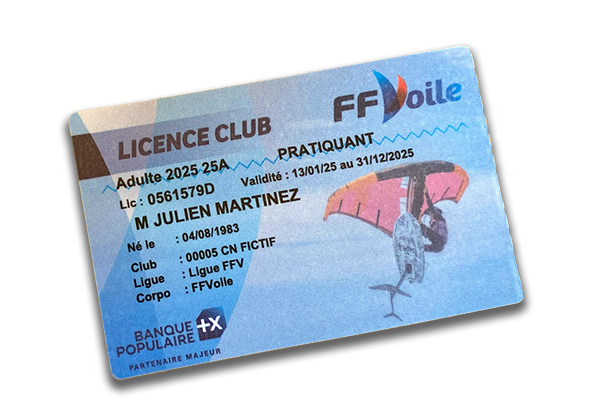 FFVoile
LICENCE CLUB
Adulte 2025 25A PRATIQUANT
Lic : 0561579D Validité : 13/01/25 au 31/12/2025
M JULIEN MARTINEZ
Né le : 04/08/1983
Club : 00005 CN FICTIF
Ligue : Ligue FFV
Corpo : FFVoile
BANQUE
POPULAIRE +X
PARTENAIRE MAJEUR